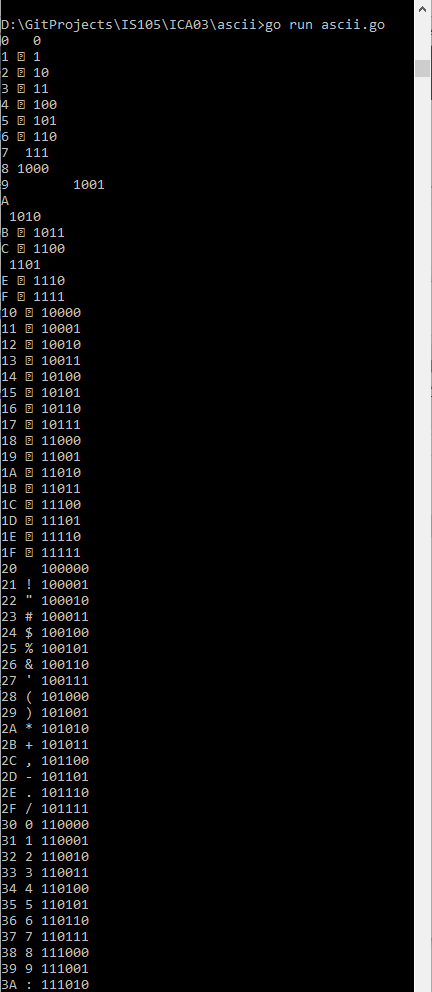 D:\GitProjects\IS105\ICA03\ascii>go run ascii.go
0   0
1 ⍰ 1
2 ⍰ 10
3 ⍰ 11
4 ⍰ 100
5 ⍰ 101
6 ⍰ 110
7  111
8 1000
9        1001
A
 1010
B ⍰ 1011
C ⍰ 1100
 1101
E ⍰ 1110
F ⍰ 1111
10 ⍰ 10000
11 ⍰ 10001
12 ⍰ 10010
13 ⍰ 10011
14 ⍰ 10100
15 ⍰ 10101
16 ⍰ 10110
17 ⍰ 10111
18 ⍰ 11000
19 ⍰ 11001
1A ⍰ 11010
1B ⍰ 11011
1C ⍰ 11100
1D ⍰ 11101
1E ⍰ 11110
1F ⍰ 11111
20   100000
21 ! 100001
22 " 100010
23 # 100011
24 $ 100100
25 % 100101
26 & 100110
27 ' 100111
28 ( 101000
29 ) 101001
2A * 101010
2B + 101011
2C , 101100
2D - 101101
2E . 101110
2F / 101111
30 0 110000
31 1 110001
32 2 110010
33 3 110011
34 4 110100
35 5 110101
36 6 110110
37 7 110111
38 8 111000
39 9 111001
3A : 111010